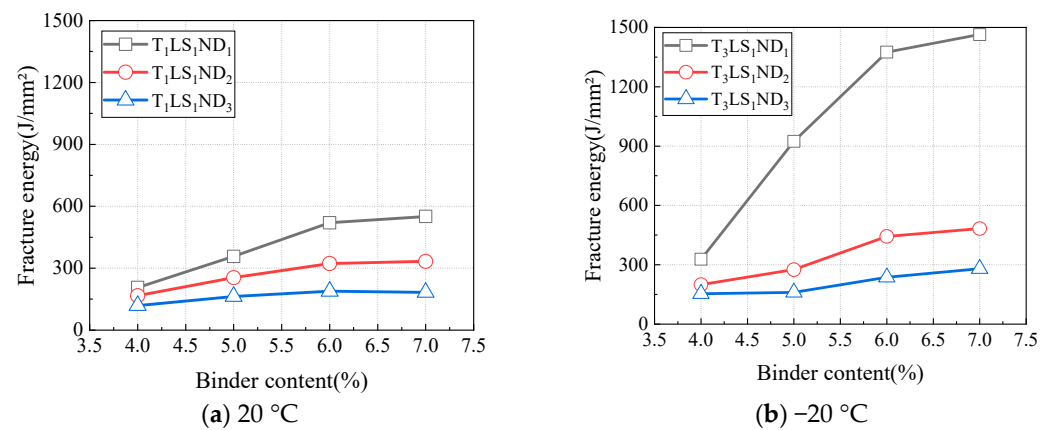 1500
1200
900
600
300
0
Fracture energy(J/mm²)
T₁LS₁ND₁
T₁LS₁ND₂
T₁LS₁ND₃
3.5 4.0 4.5 5.0 5.5 6.0 6.5 7.0 7.5
Binder content(%)
(a) 20 °C
1500
1200
900
600
300
0
Fracture energy(J/mm²)
T₃LS₁ND₁
T₃LS₁ND₂
T₃LS₁ND₃
3.5 4.0 4.5 5.0 5.5 6.0 6.5 7.0 7.5
Binder content(%)
(b) −20 °C